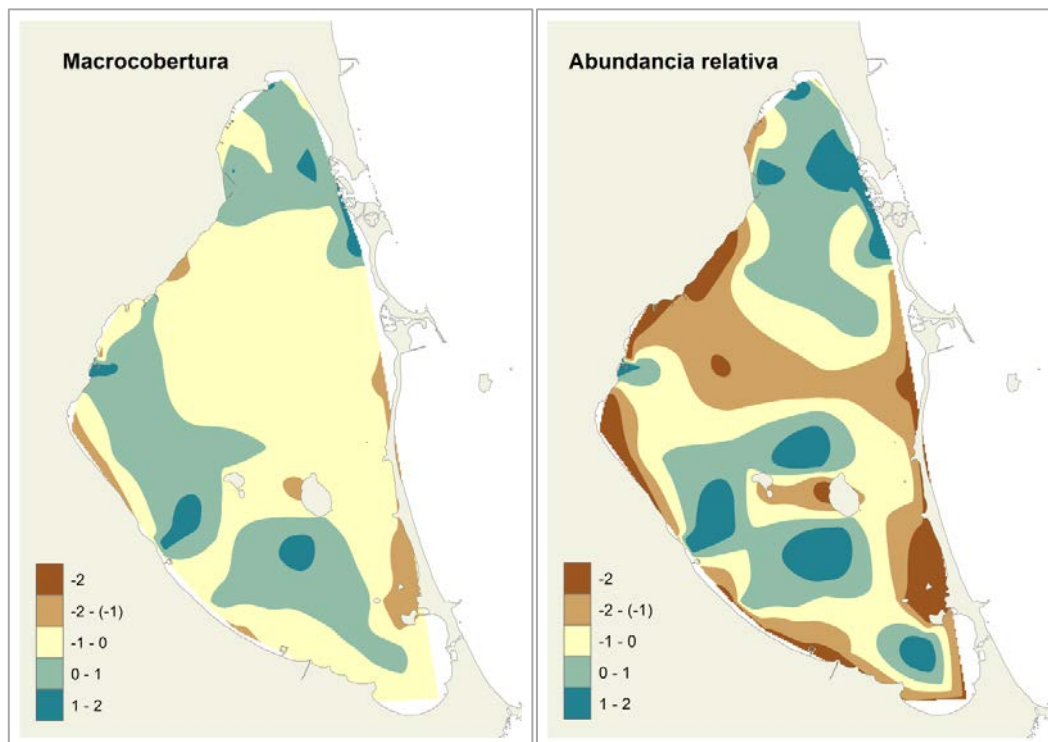 Macrocobertura
-2
-2 - (-1)
-1 - 0
0 - 1
1 - 2
Abundancia relativa
-2
-2 - (-1)
-1 - 0
0 - 1
1 - 2